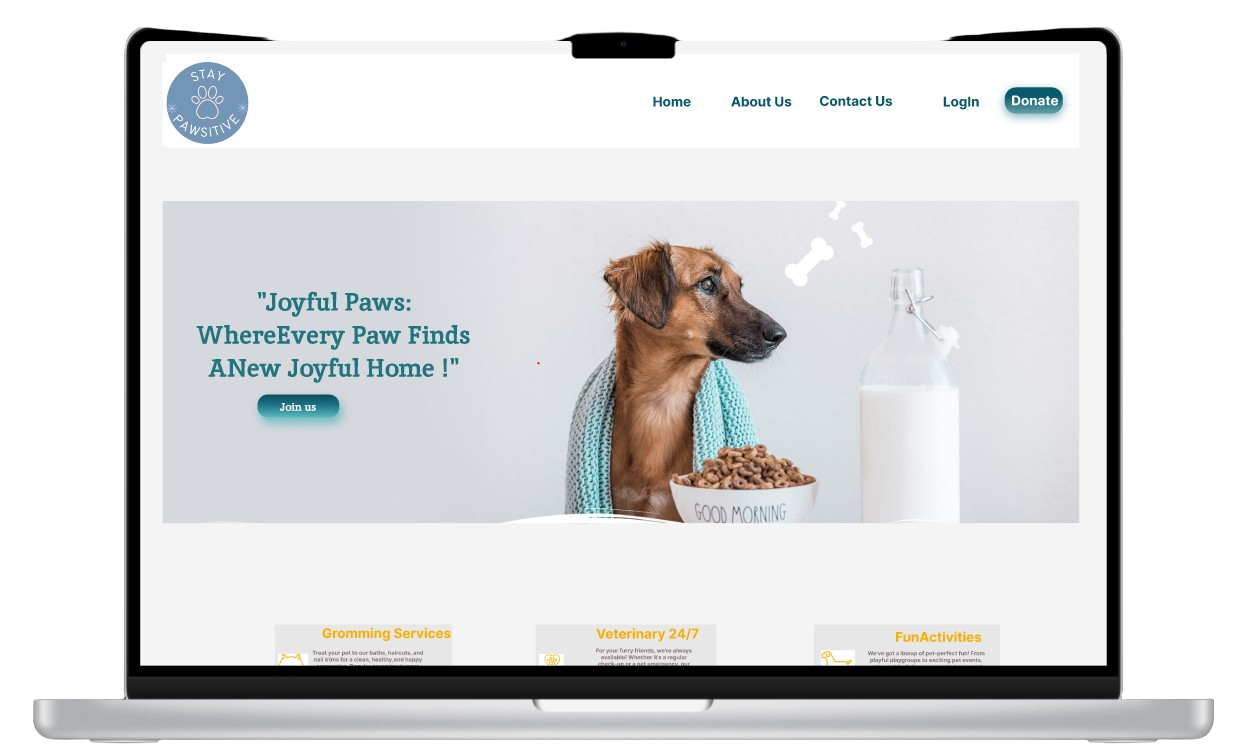 STAY
PAWSITIVE
Home About Us Contact Us LogIn Donate
"Joyful Paws:
WhereEvery Paw Finds
ANew Joyful Home !"
Join us
GOOD MORNING
Gromming Services
Treat your pet to our baths, haircuts, and
nail trims for a clean, healthy,and happy
Veterinary 24/7
For your furry friends, we're always
available! Whether it's a regular
check-up or a pet emergency, our
FunActivities
We've got a lineup of pet-perfect fun! From
playful playgroups to exciting pet events,